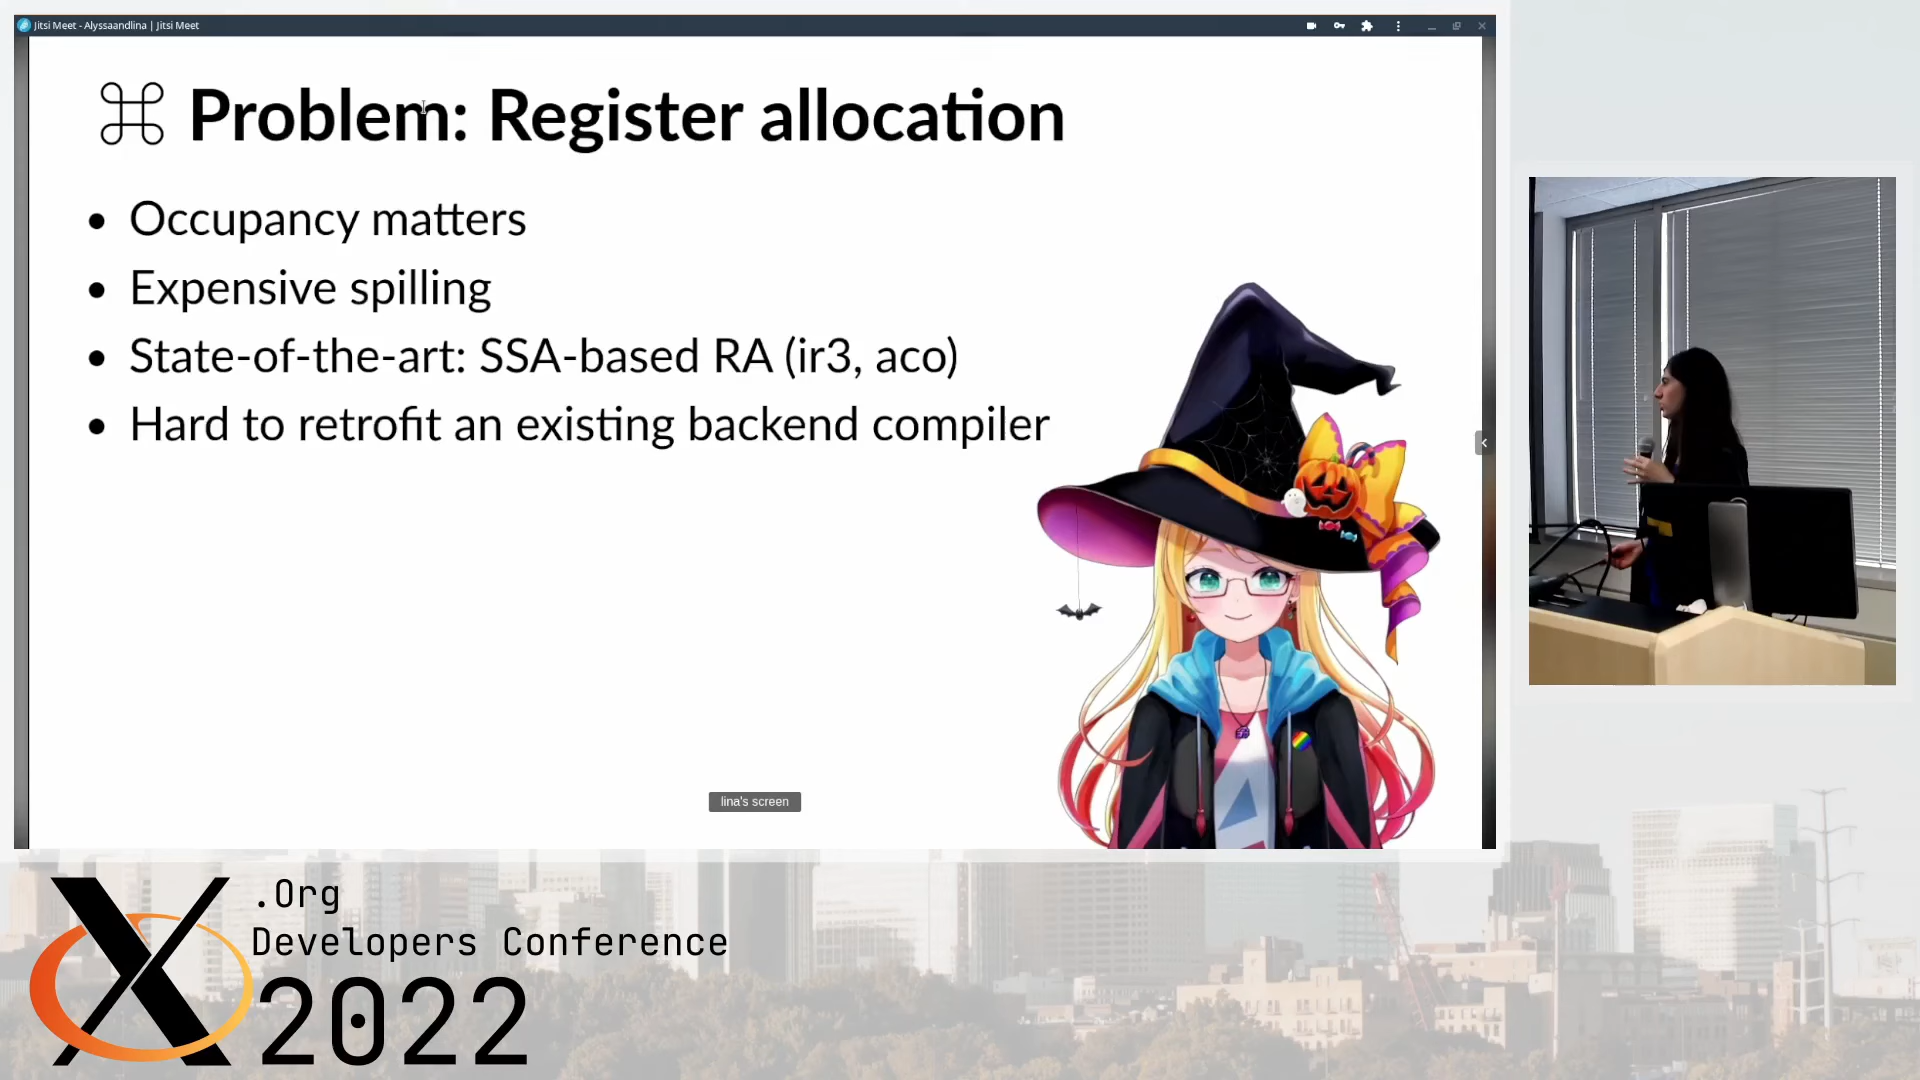 Jitsi Meet - Alyssaandlina | Jitsi Meet
Problem: Register allocation
Occupancy matters
Expensive spilling
State-of-the-art: SSA-based RA (ir3, aco)
Hard to retrofit an existing backend compiler
lina's screen
.Org
Developers Conference
2022